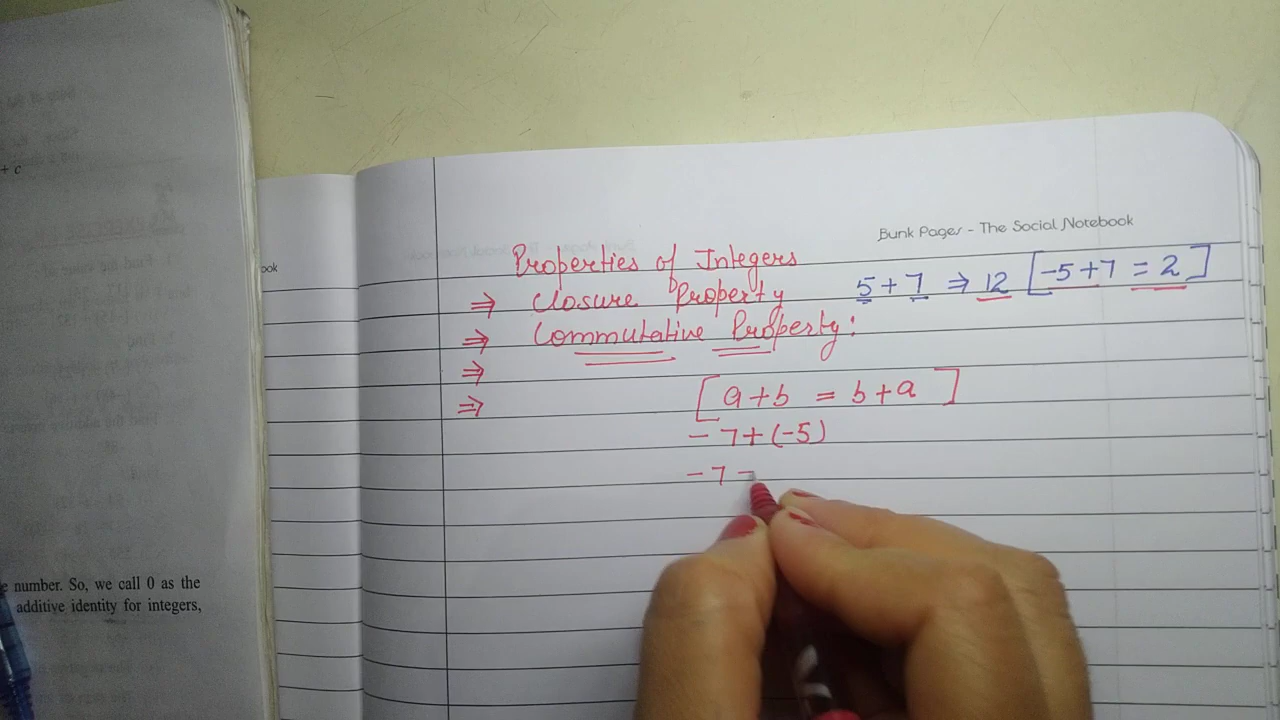 + c
e number. So, we call 0 as the
additive identity for integers,
ook
Bunk Pages - The Social Notebook
Properties of Integers
⇒ Closure Property 5 + 7 ⇒ 12 [-5+7 = 2]
⇒ Commutative Property:
⇒
⇒ [a+b = b+a]
- 7+(-5)
- 7 -